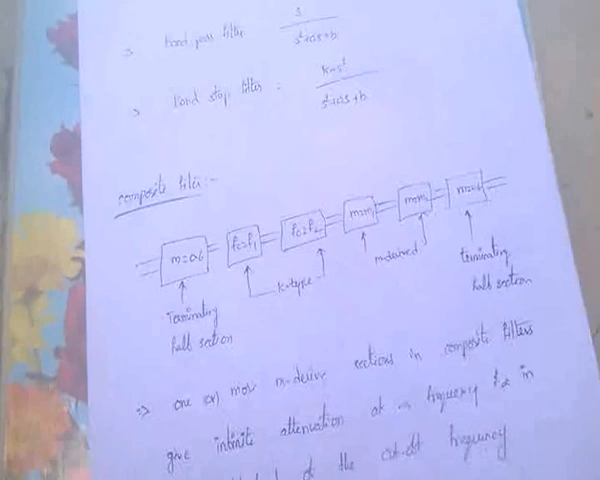 > Band pass filter s
s²+as+b
> Band stop filter : k+s²
s²+as+b
composite filter:-
m=0.6 fc=f1 fc=f2 m=m1 m=m2 m=0.6
k-type m-derived
Terminating half section
Terminating half section
=> one or more m-derive sections in composite filters
give infinite attenuation at a frequency fα in
of the cut-off frequency